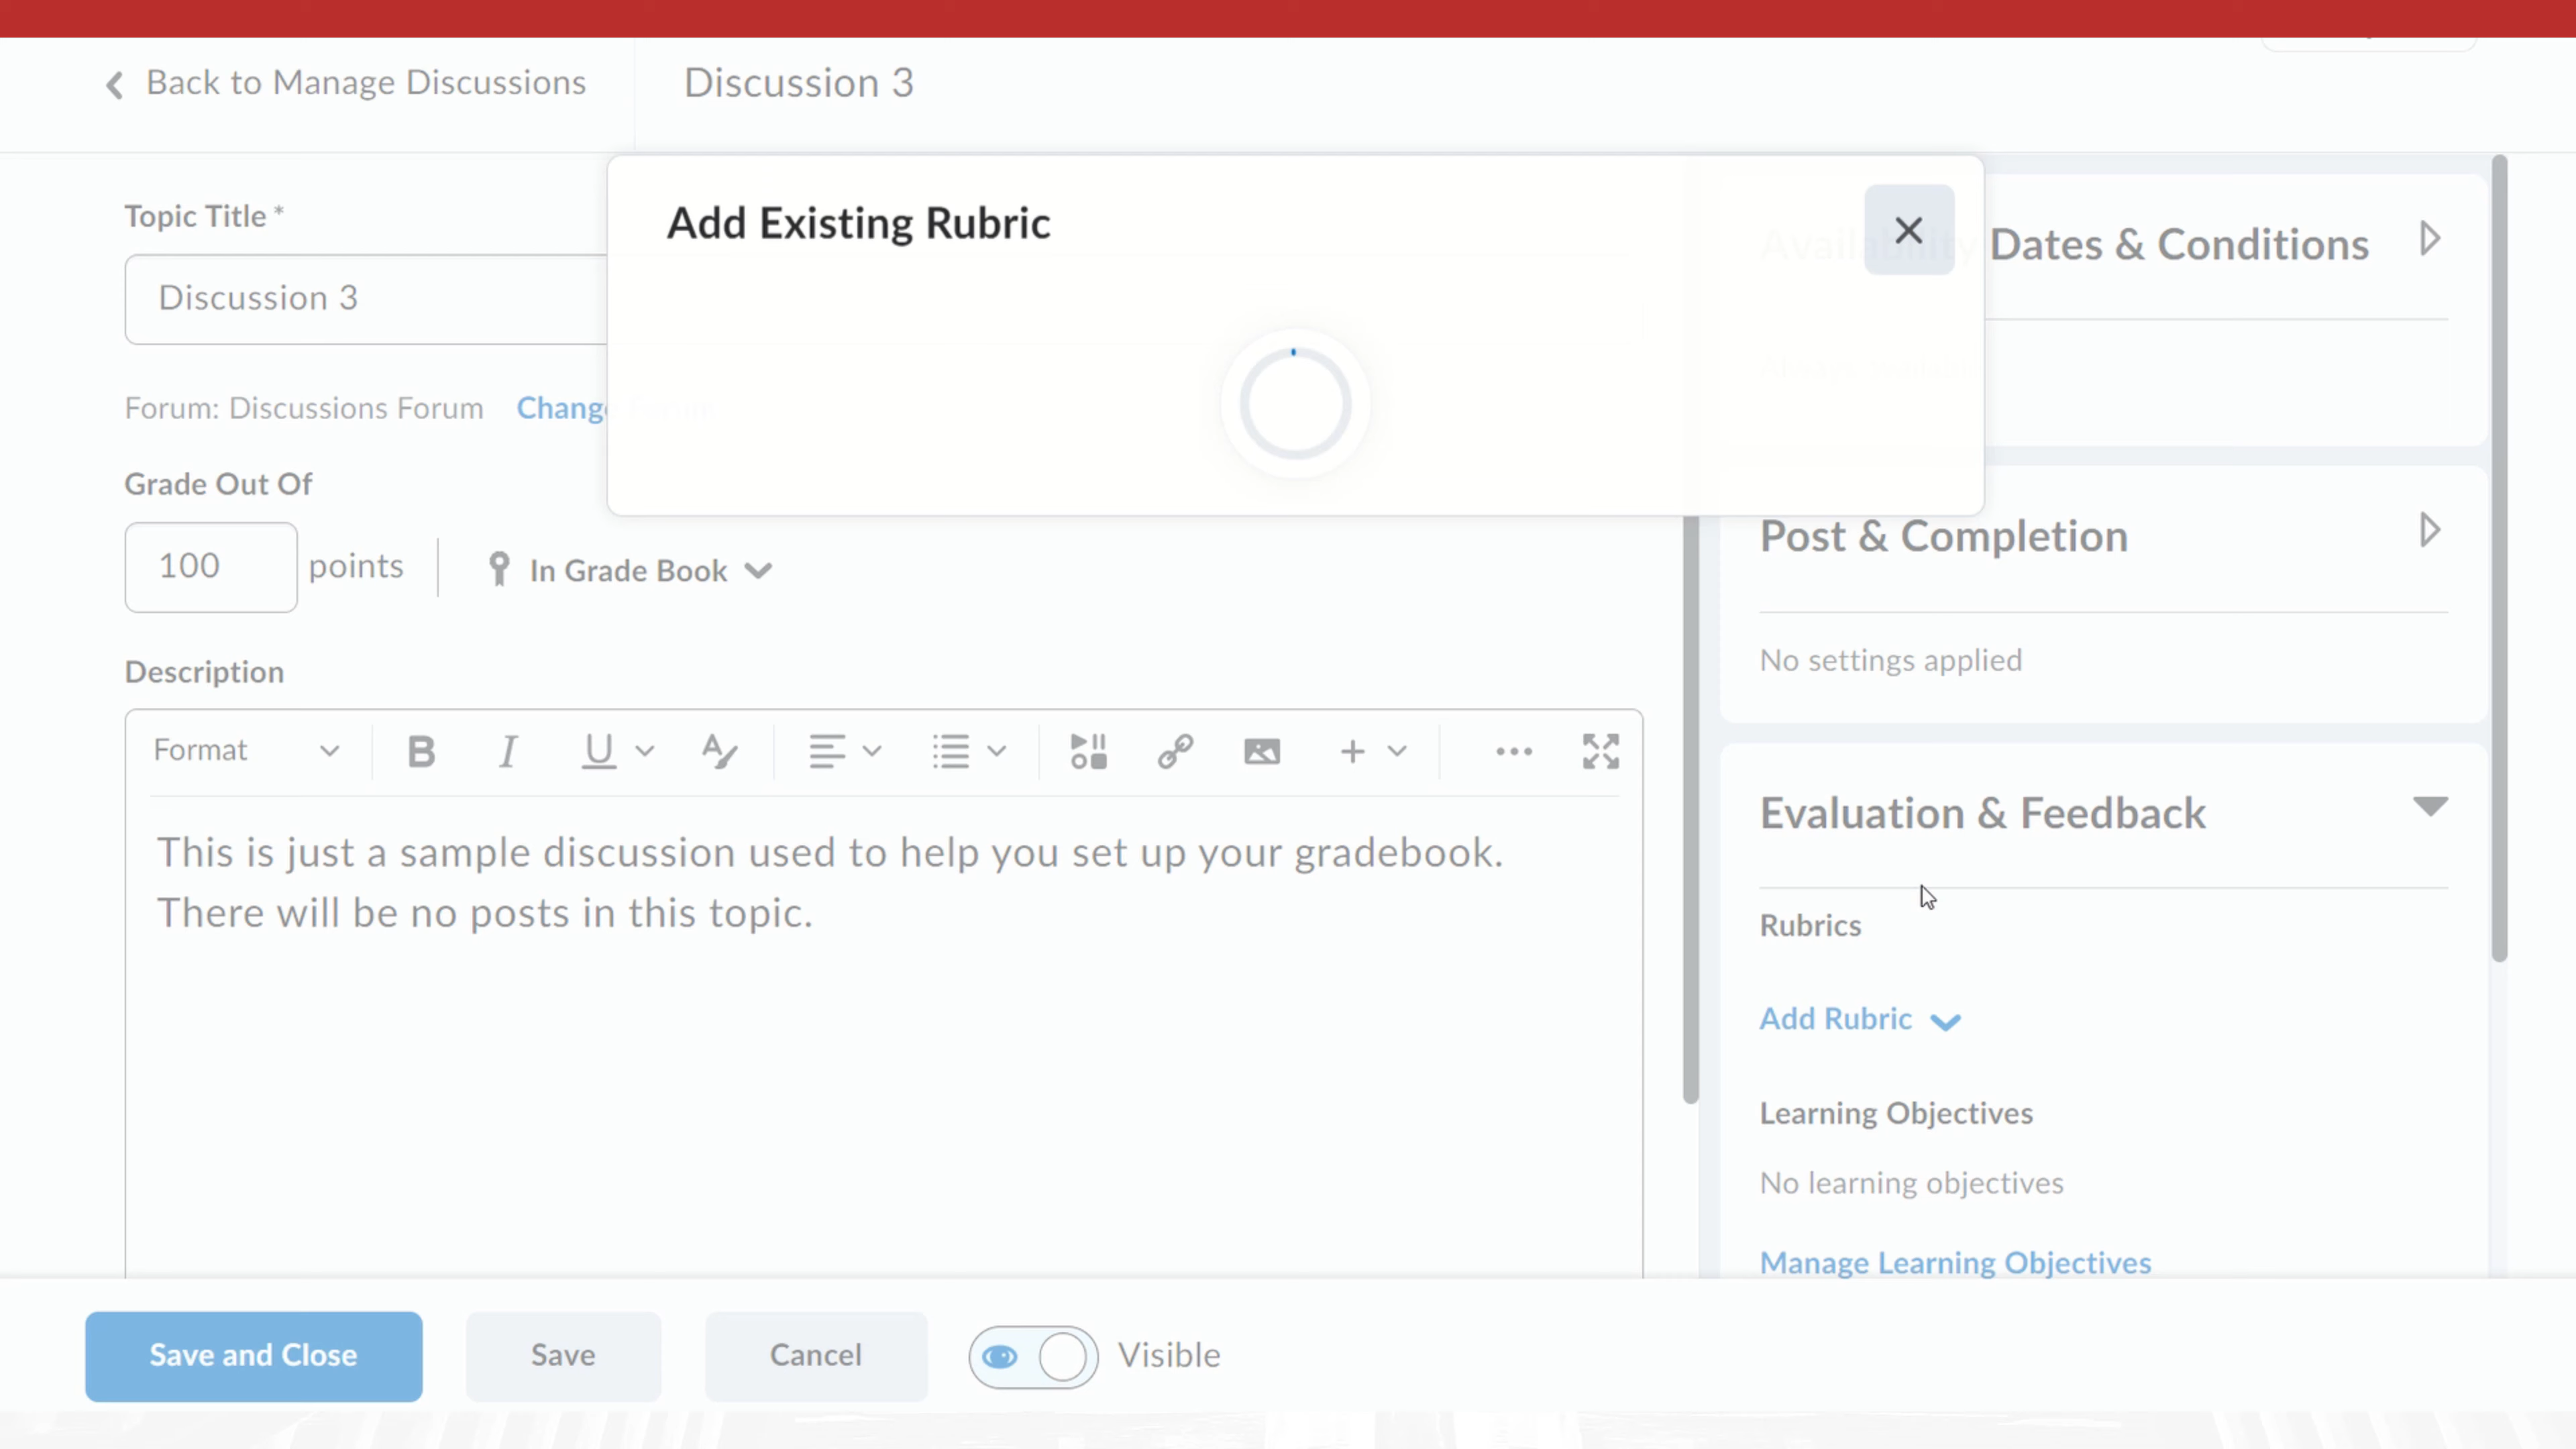 Back to Manage Discussions
Discussion 3
Add Existing Rubric
Topic Title *
Discussion 3
Forum: Discussions Forum
Grade Out Of
100 points
In Grade Book
Description
Format
This is just a sample discussion used to help you set up your gradebook.
There will be no posts in this topic.
Availability Dates & Conditions
Post & Completion
No settings applied
Evaluation & Feedback
Rubrics
Add Rubric
Learning Objectives
No learning objectives
Manage Learning Objectives
Save and Close
Save
Cancel
Visible